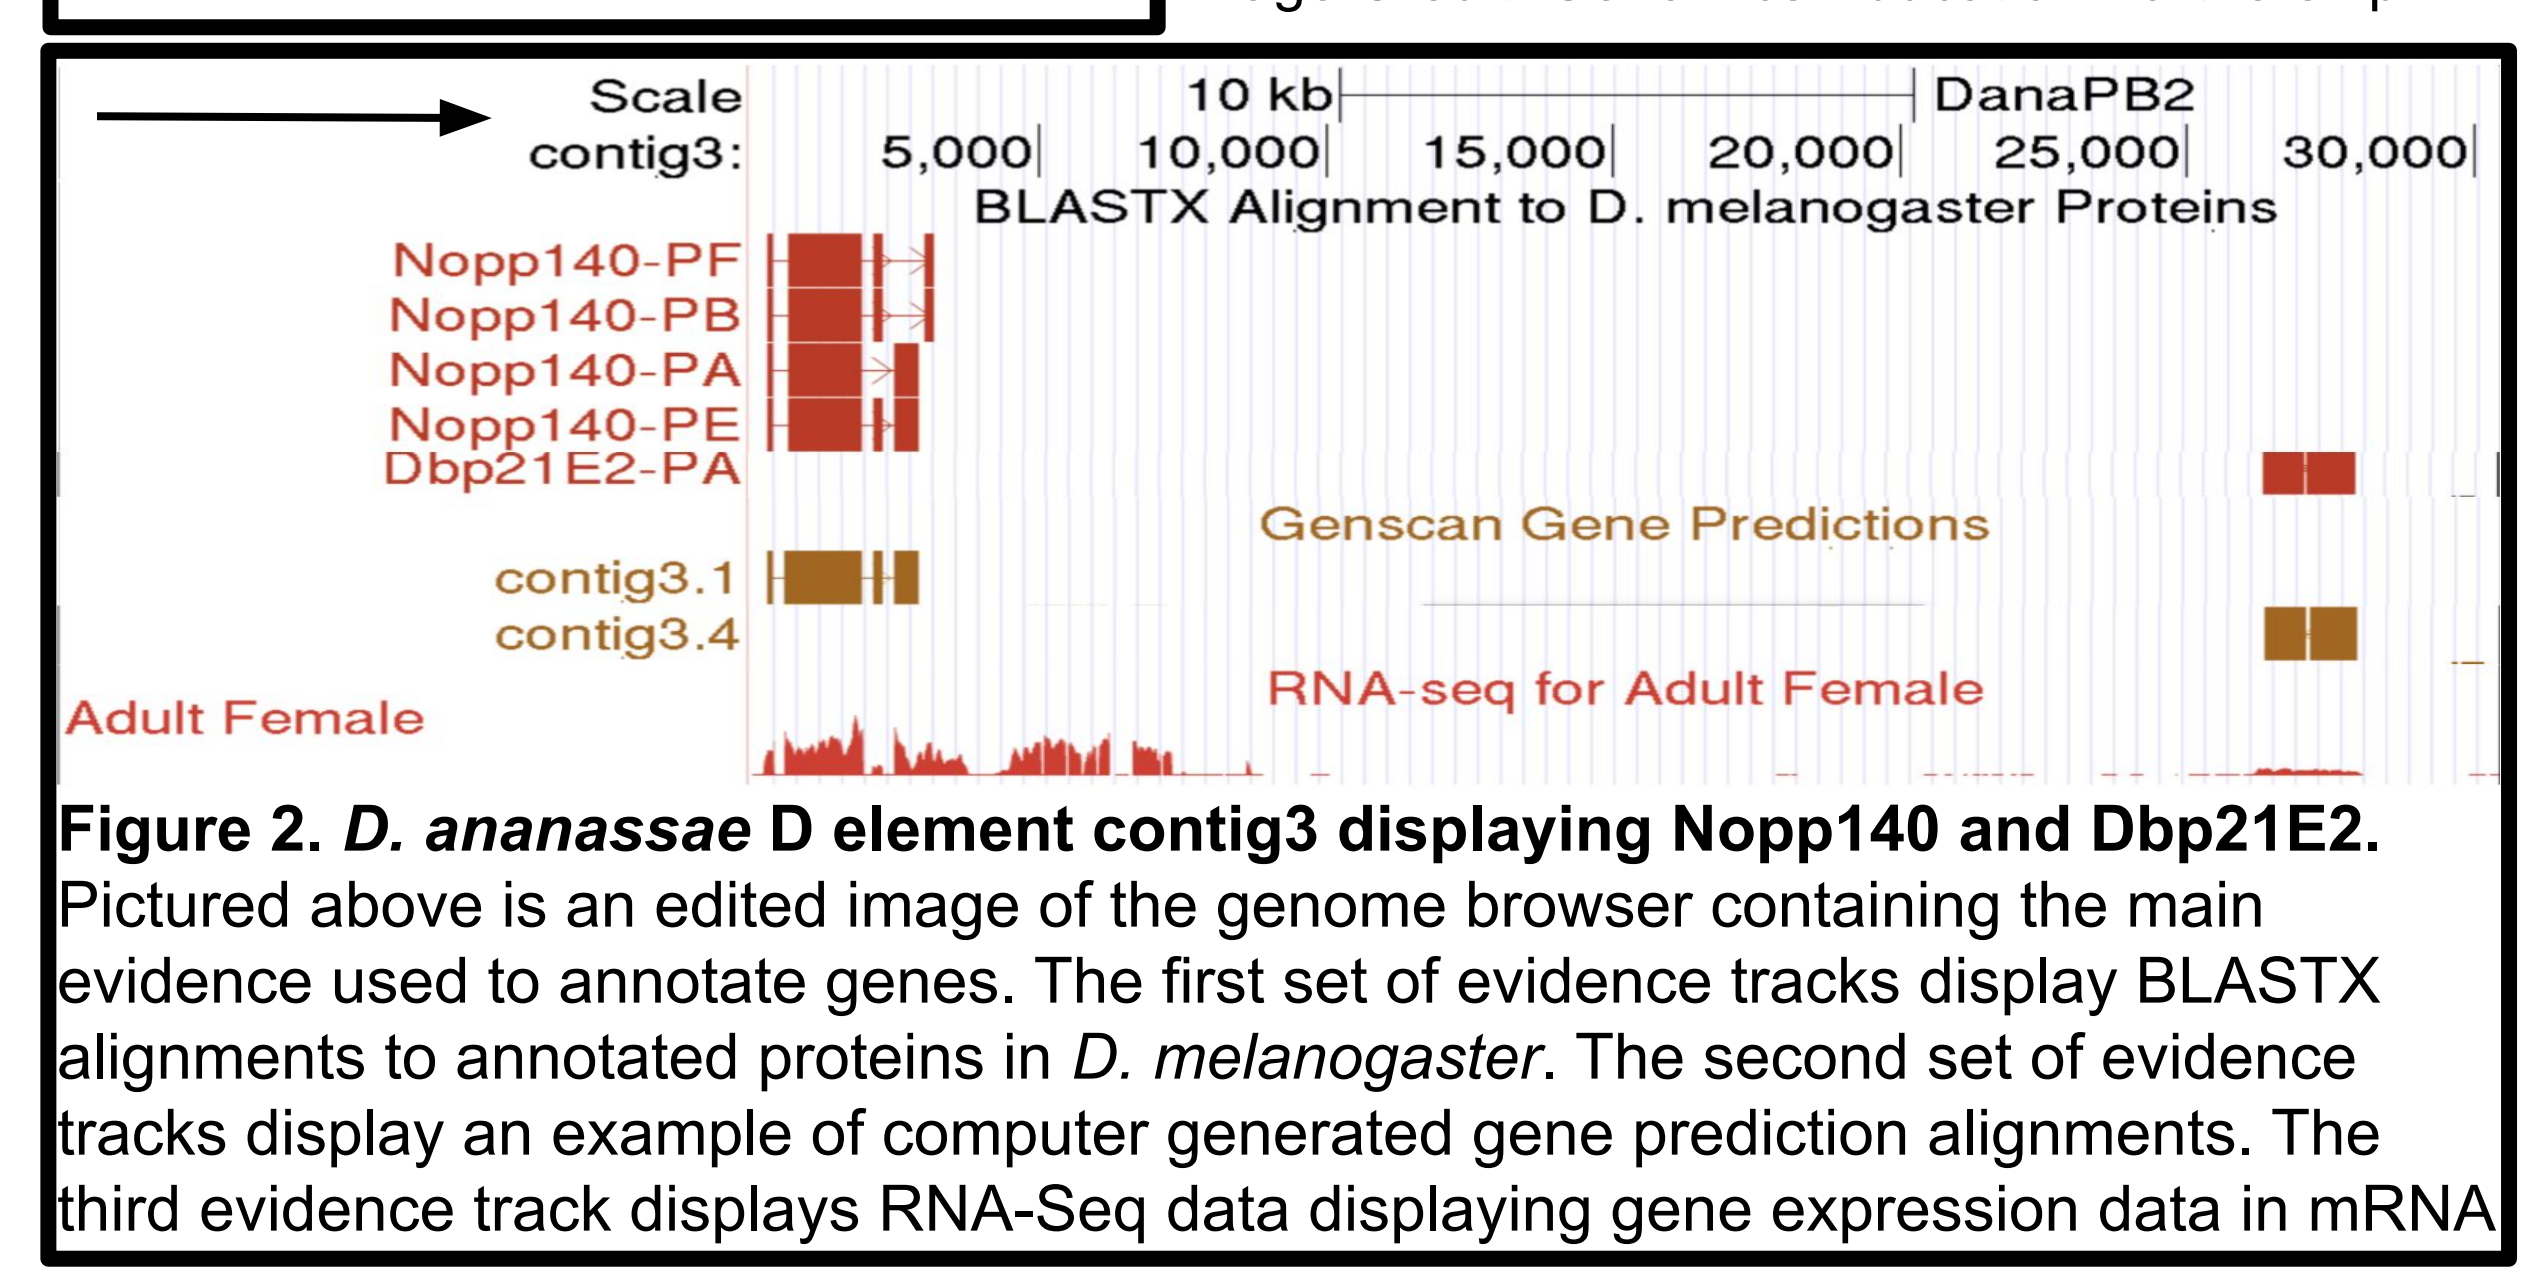 Scale 10 kb DanaPB2
contig3: 5,000 10,000 15,000 20,000 25,000 30,000
BLASTX Alignment to D. melanogaster Proteins
Nopp140-PF
Nopp140-PB
Nopp140-PA
Nopp140-PE
Dbp21E2-PA
Genscan Gene Predictions
contig3.1
contig3.4
RNA-seq for Adult Female
Adult Female
Figure 2. D. ananassae D element contig3 displaying Nopp140 and Dbp21E2.
Pictured above is an edited image of the genome browser containing the main
evidence used to annotate genes. The first set of evidence tracks display BLASTX
alignments to annotated proteins in D. melanogaster. The second set of evidence
tracks display an example of computer generated gene prediction alignments. The
third evidence track displays RNA-Seq data displaying gene expression data in mRNA